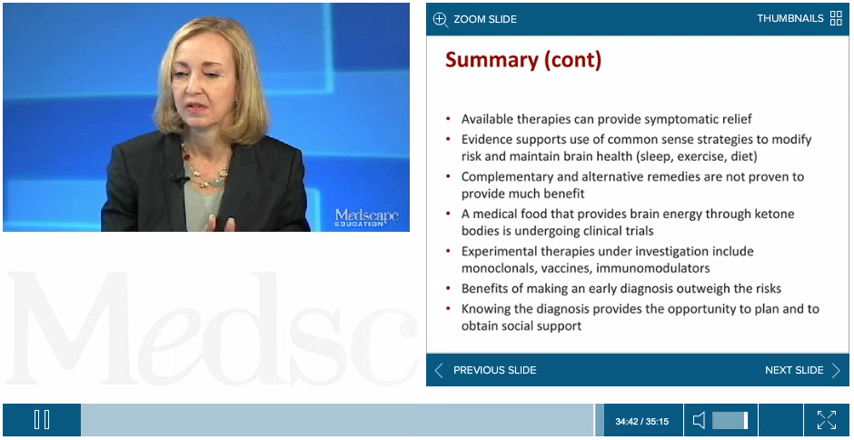 ZOOM SLIDE
THUMBNAILS
Summary (cont)
• Available therapies can provide symptomatic relief
• Evidence supports use of common sense strategies to modify
risk and maintain brain health (sleep, exercise, diet)
• Complementary and alternative remedies are not proven to
provide much benefit
• A medical food that provides brain energy through ketone
bodies is undergoing clinical trials
• Experimental therapies under investigation include
monoclonals, vaccines, immunomodulators
• Benefits of making an early diagnosis outweigh the risks
• Knowing the diagnosis provides the opportunity to plan and to
obtain social support
Medscape
EDUCATION
Medsc
PREVIOUS SLIDE
NEXT SLIDE
34:42 / 35:15